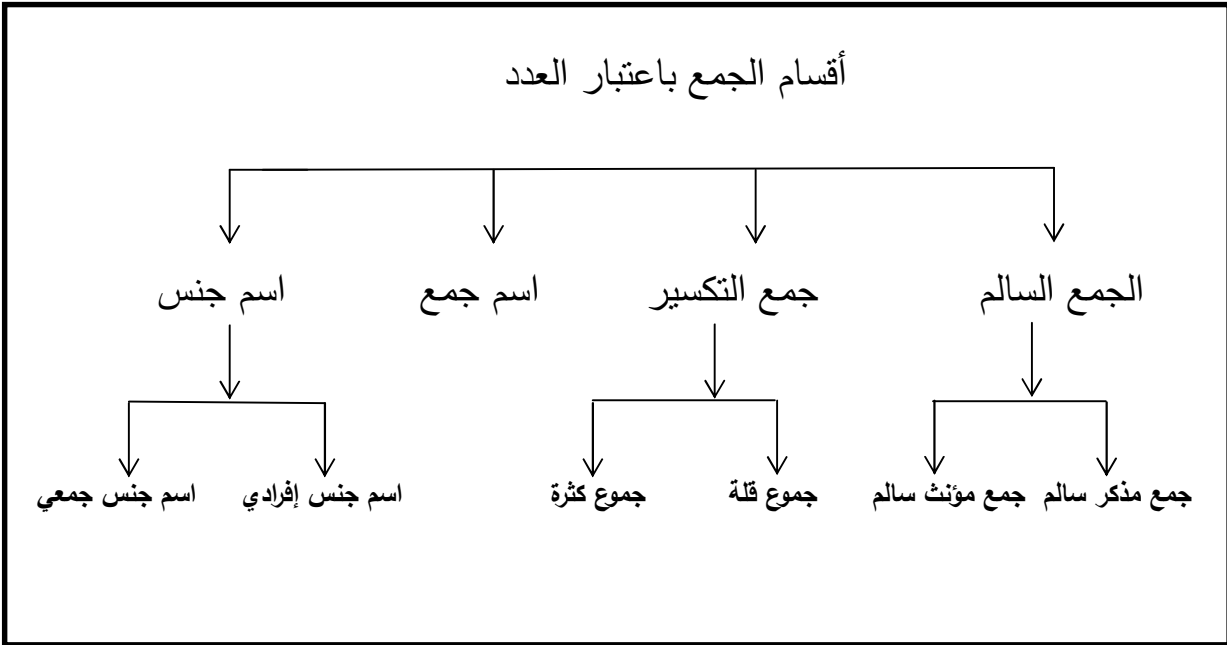 أقسام الجمع باعتبار العدد
الجمع السالم جمع التكسير اسم جمع اسم جنس
جمع مذكر سالم جمع مؤنث سالم جموع قلة جموع كثرة اسم جنس إفرادي اسم جنس جمعي